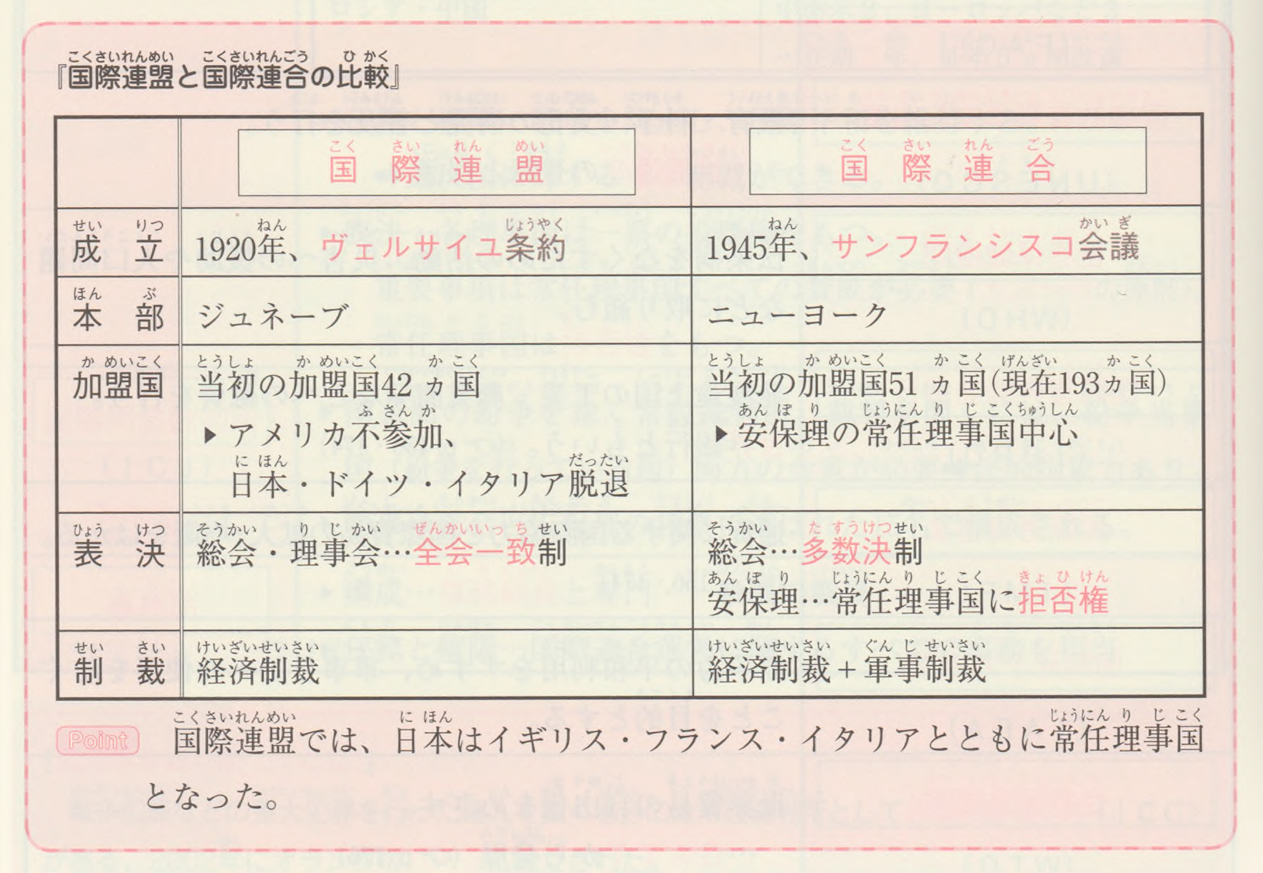 『国際連盟と国際連合の比較』
国際連盟
国際連合
成立
1920年、ヴェルサイユ条約
1945年、サンフランシスコ会議
本部
ジュネーブ
ニューヨーク
加盟国
当初の加盟国42ヵ国
▶アメリカ不参加、
日本・ドイツ・イタリア脱退
当初の加盟国51ヵ国(現在193ヵ国)
▶安保理の常任理事国中心
表決
総会・理事会…全会一致制
総会…多数決制
安保理…常任理事国に拒否権
制裁
経済制裁
経済制裁+軍事制裁
Point 国際連盟では、日本はイギリス・フランス・イタリアとともに常任理事国
となった。